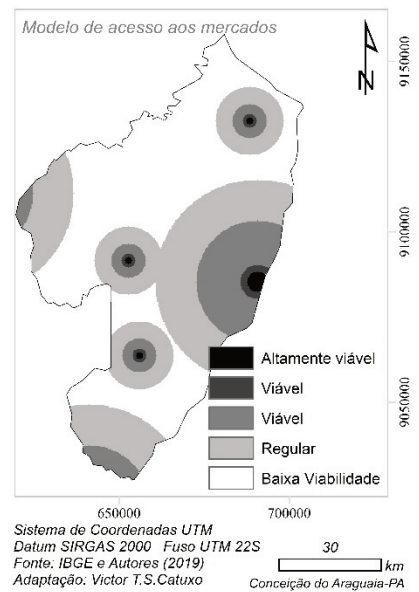 Modelo de acesso aos mercados
N
9150000
9100000
9050000
Altamente viável
Viável
Viável
Regular
Baixa Viabilidade
650000
700000
Sistema de Coordenadas UTM
Datum SIRGAS 2000 Fuso UTM 22S
Fonte: IBGE e Autores (2019)
Adaptação: Victor T.S.Catuxo
30
km
Conceição do Araguaia-PA